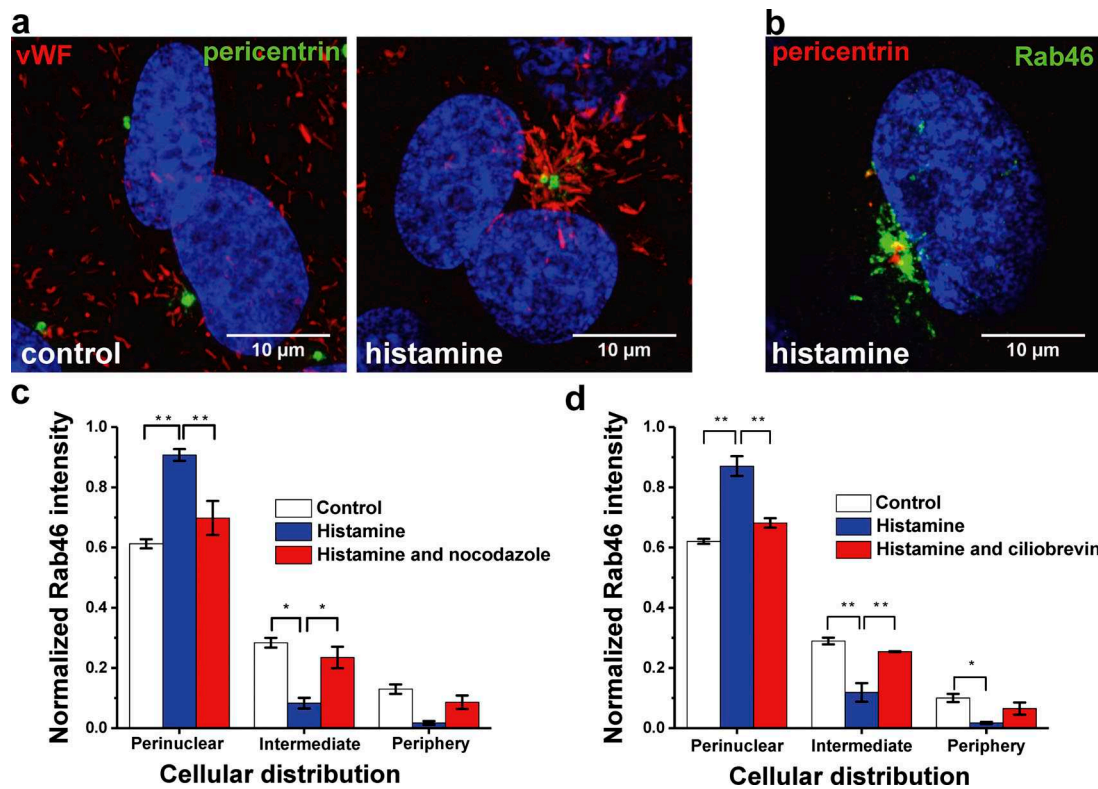 a
b
vWF
pericentrin
pericentrin
Rab46
control
10 µm
histamine
10 µm
histamine
10 µm
c
Normalized Rab46 intensity
1.0
0.8
0.6
0.4
0.2
0.0
** **
* *
Control
Histamine
Histamine and nocodazole
Perinuclear Intermediate Periphery
Cellular distribution
d
Normalized Rab46 intensity
1.0
0.8
0.6
0.4
0.2
0.0
** **
** **
*
Control
Histamine
Histamine and ciliobrevin
Perinuclear Intermediate Periphery
Cellular distribution